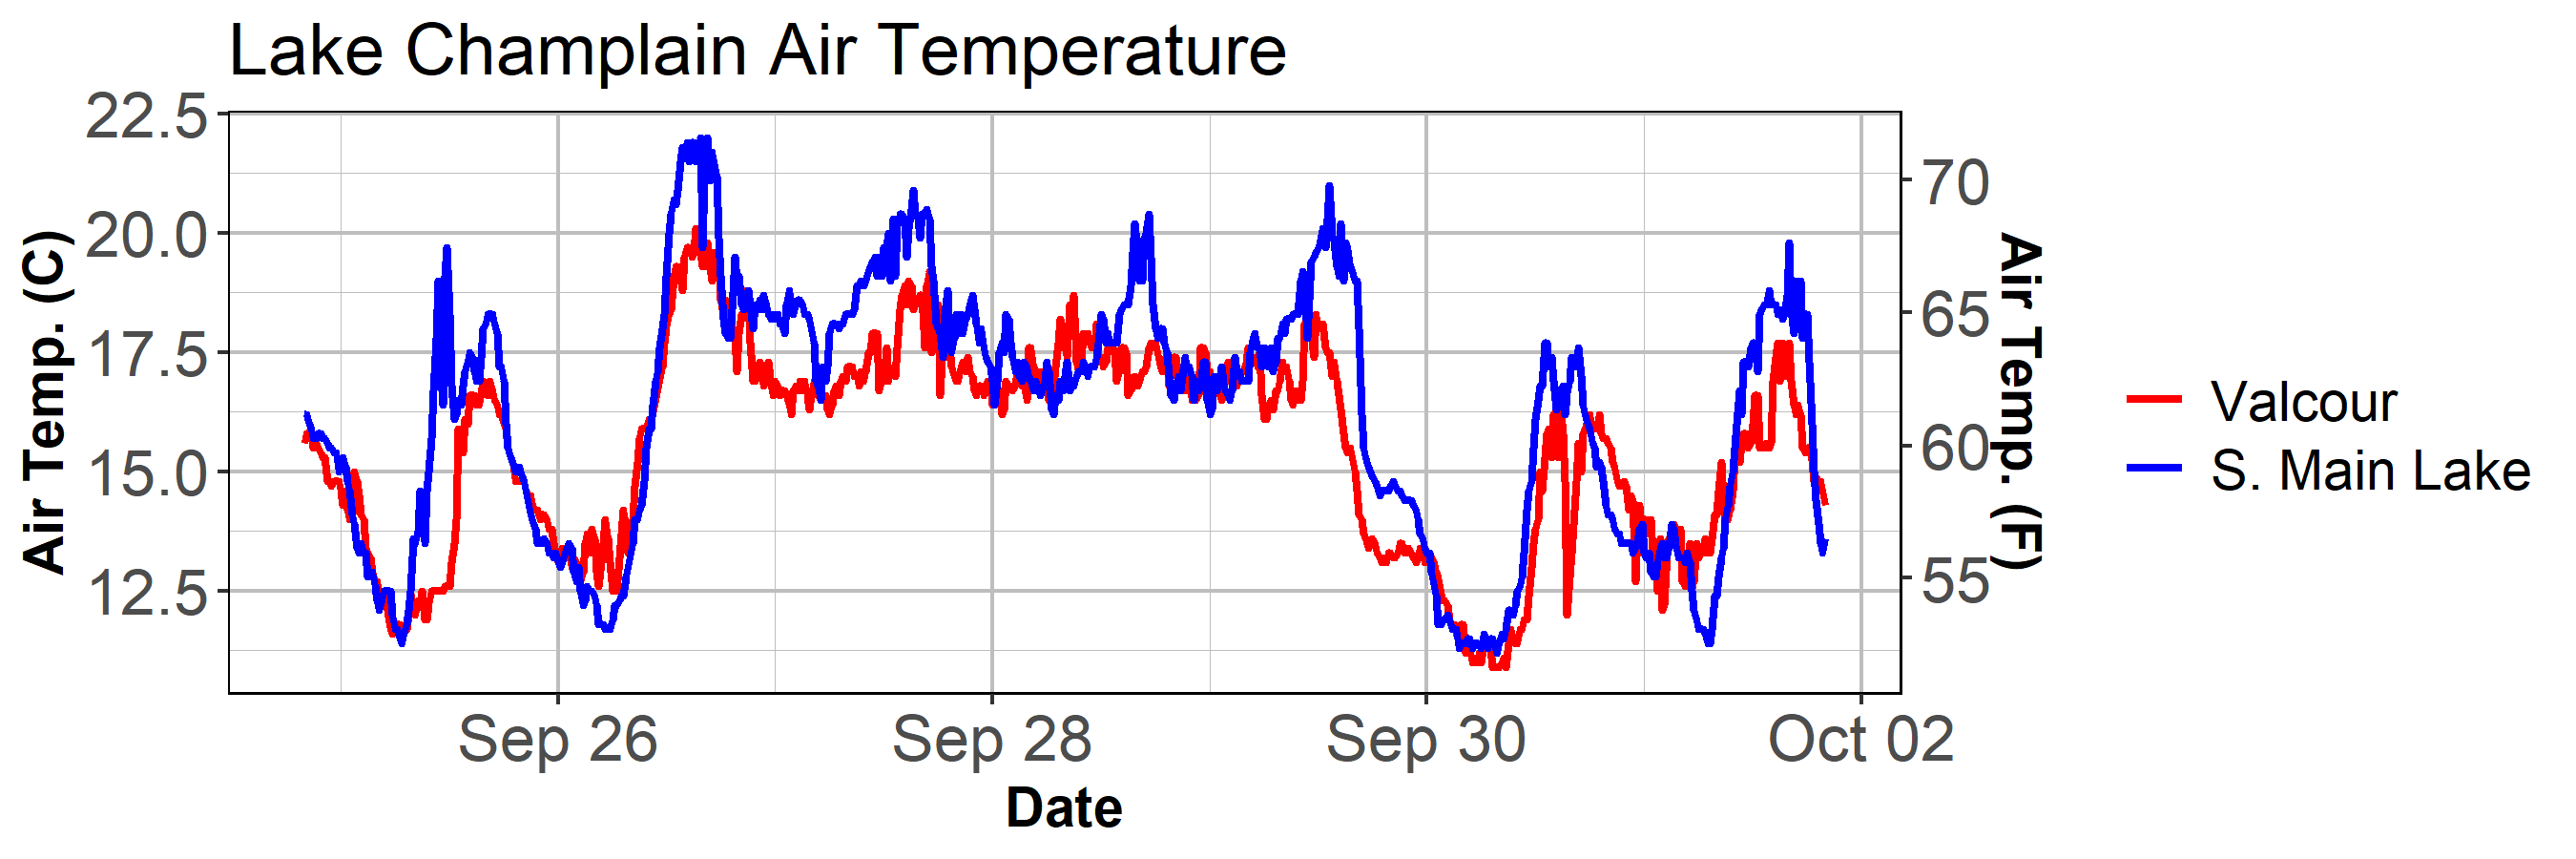 Lake Champlain Air Temperature
22.5
20.0
17.5
15.0
12.5
Air Temp. (C)
70
65
60
55
Air Temp. (F)
Sep 26
Sep 28
Sep 30
Oct 02
Date
Valcour
S. Main Lake